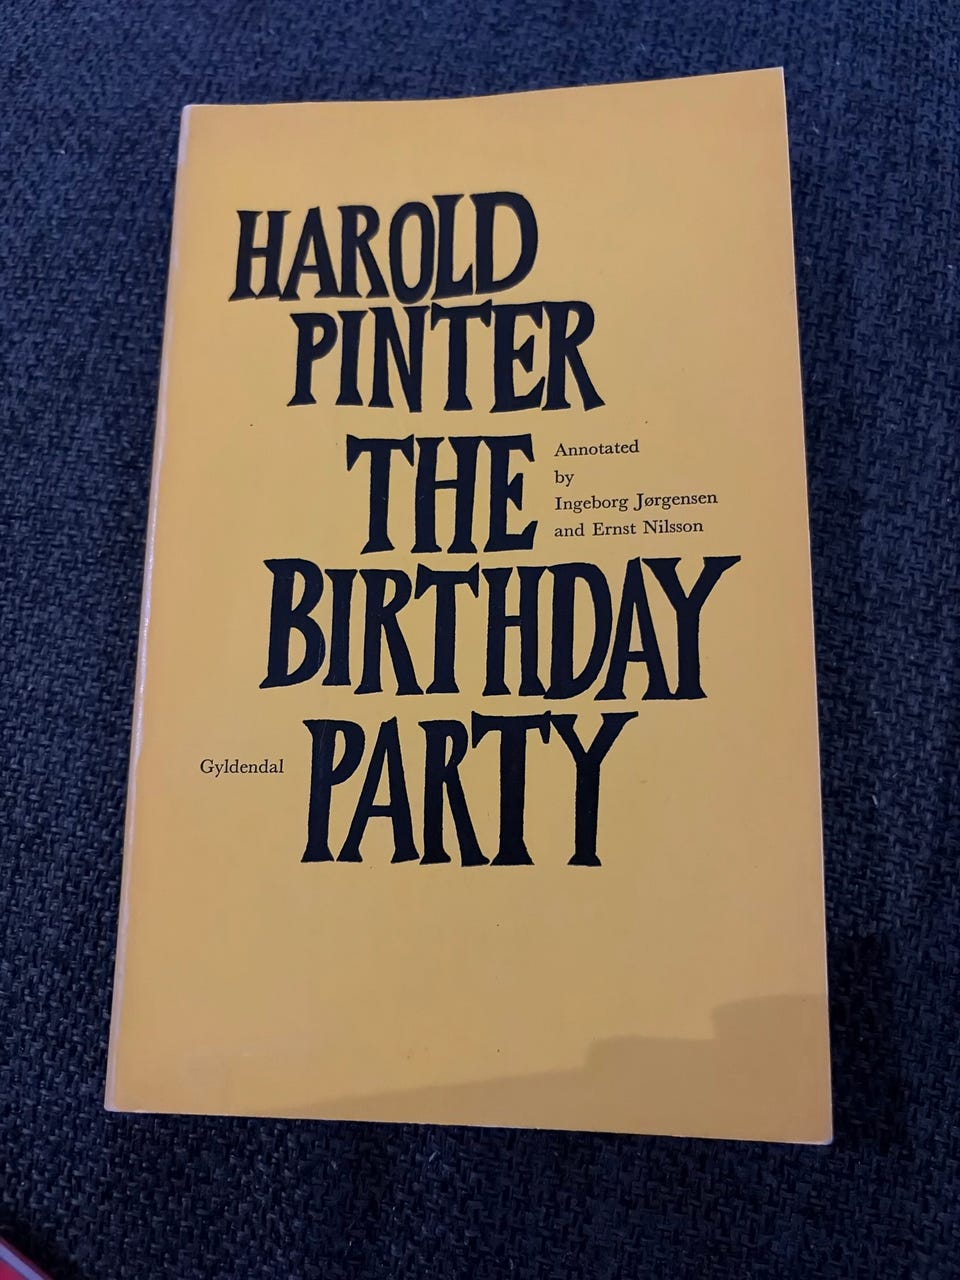 HAROLD
PINTER
THE
Annotated
by
Ingeborg Jørgensen
and Ernst Nilsson
BIRTHDAY
PARTY
Gyldendal